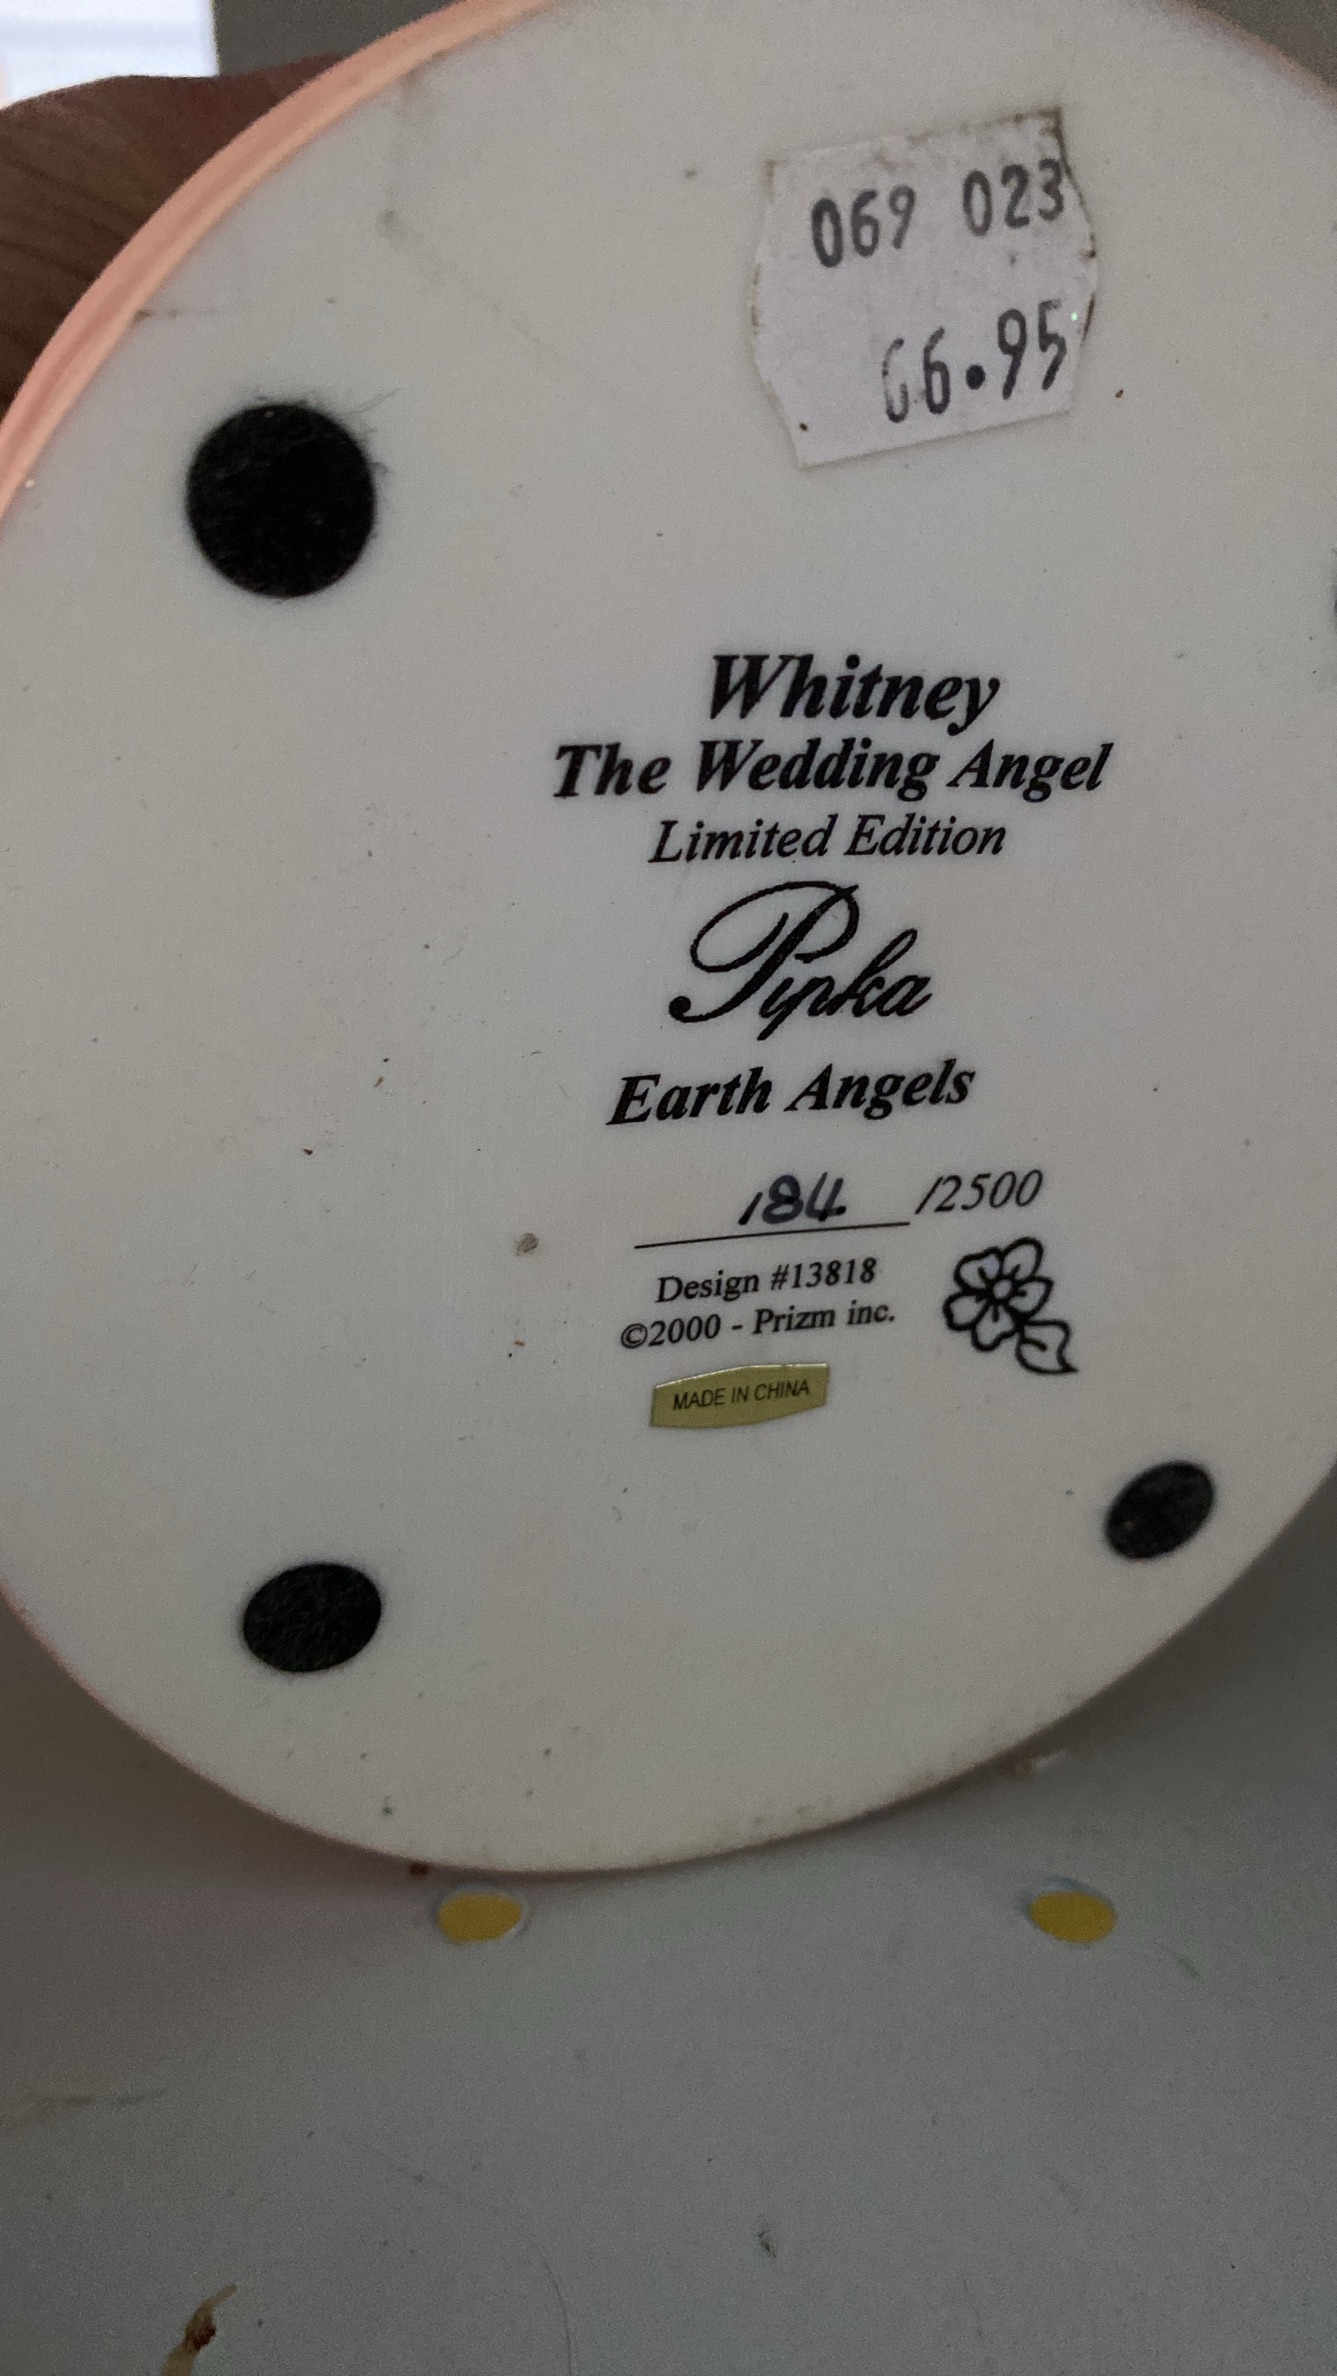 069 023
66.95
Whitney
The Wedding Angel
Limited Edition
Pipka
Earth Angels
184 /2500
Design #13818
©2000 - Prizm inc.
MADE IN CHINA